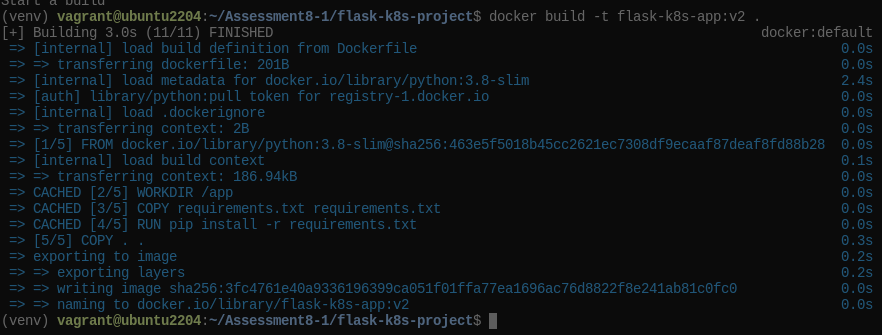 Start a build
(venv) vagrant@ubuntu2204:~/Assessment8-1/flask-k8s-project$ docker build -t flask-k8s-app:v2 .
[+] Building 3.0s (11/11) FINISHED docker:default
=> [internal] load build definition from Dockerfile 0.0s
=> => transferring dockerfile: 201B 0.0s
=> [internal] load metadata for docker.io/library/python:3.8-slim 2.4s
=> [auth] library/python:pull token for registry-1.docker.io 0.0s
=> [internal] load .dockerignore 0.0s
=> => transferring context: 2B 0.0s
=> [1/5] FROM docker.io/library/python:3.8-slim@sha256:463e5f5018b45cc2621ec7308df9ecaaf87deaf8fd88b28 0.0s
=> [internal] load build context 0.1s
=> => transferring context: 186.94kB 0.0s
=> CACHED [2/5] WORKDIR /app 0.0s
=> CACHED [3/5] COPY requirements.txt requirements.txt 0.0s
=> CACHED [4/5] RUN pip install -r requirements.txt 0.0s
=> [5/5] COPY . . 0.3s
=> exporting to image 0.2s
=> => exporting layers 0.2s
=> => writing image sha256:3fc4761e40a9336196399ca051f01ffa77ea1696ac76d8822f8e241ab81c0fc0 0.0s
=> => naming to docker.io/library/flask-k8s-app:v2 0.0s
(venv) vagrant@ubuntu2204:~/Assessment8-1/flask-k8s-project$